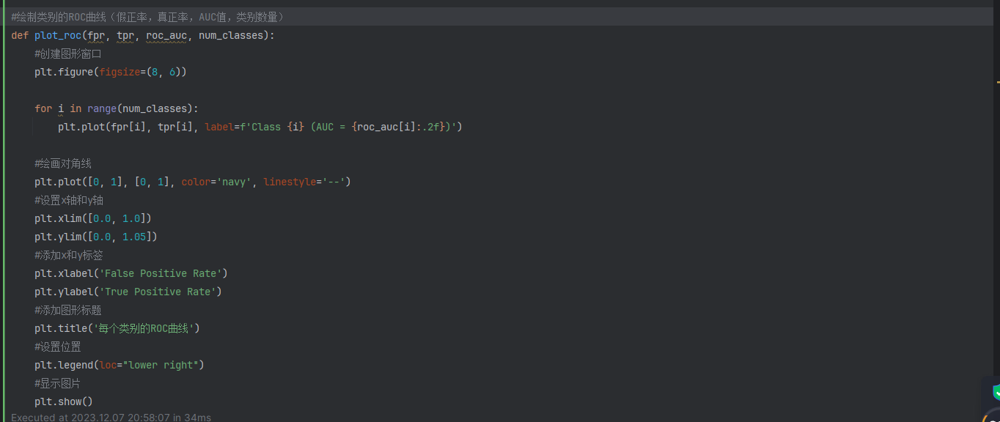 #绘制类别的ROC曲线（假正率，真正率，AUC值，类别数量）
def plot_roc(fpr, tpr, roc_auc, num_classes):
    #创建图形窗口
    plt.figure(figsize=(8, 6))
    for i in range(num_classes):
        plt.plot(fpr[i], tpr[i], label=f'Class {i} (AUC = {roc_auc[i]:.2f})')
    #绘画对角线
    plt.plot([0, 1], [0, 1], color='navy', linestyle='--')
    #设置x轴和y轴
    plt.xlim([0.0, 1.0])
    plt.ylim([0.0, 1.05])
    #添加x和y标签
    plt.xlabel('False Positive Rate')
    plt.ylabel('True Positive Rate')
    #添加图形标题
    plt.title('每个类别的ROC曲线')
    #设置位置
    plt.legend(loc="lower right")
    #显示图片
    plt.show()
Executed at 2023.12.07 20:58:07 in 34ms